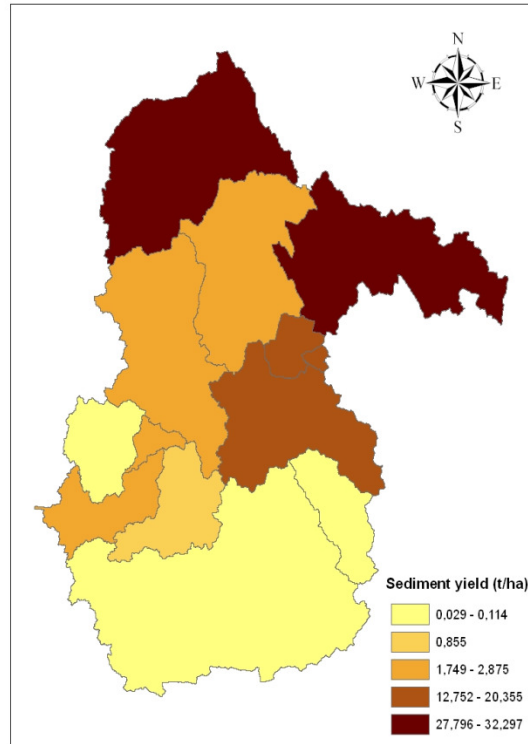 N
W E
S
Sediment yield (t/ha)
0,029 - 0,114
0,855
1,749 - 2,875
12,752 - 20,355
27,796 - 32,297